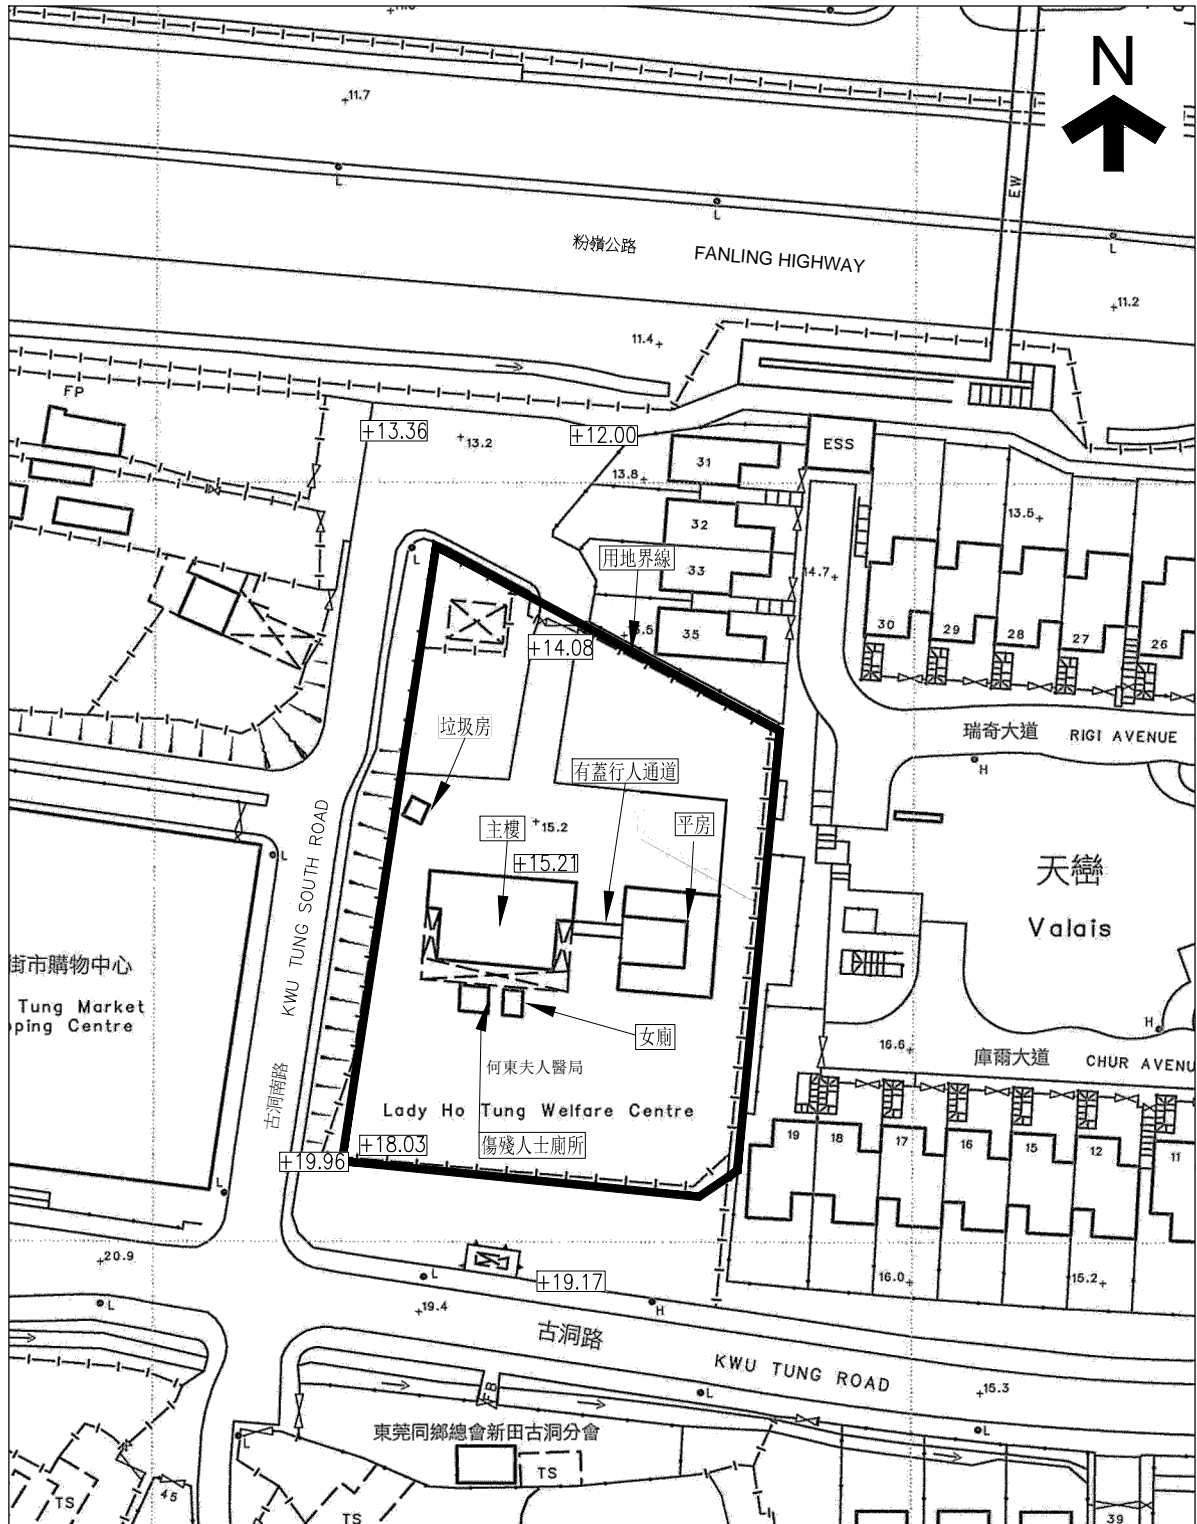 N
+11.7
L
L
L
EW
粉嶺公路
FANLING HIGHWAY
+11.2
11.4+
FP
+13.36
+13.2
+12.00
ESS
31
13.8+
32
33
35
13.5+
用地界線
L
30
29
28
27
26
+14.08
垃圾房
瑞奇大道
RIGI AVENUE
H
有蓋行人通道
主樓
+15.2
平房
+15.21
L
天巒
Valais
KWU TUNG SOUTH ROAD
古洞南路
街市購物中心
Tung Market
pping Centre
女廁
何東夫人醫局
Lady Ho Tung Welfare Centre
傷殘人士廁所
H
16.6+
庫爾大道
CHUR AVENU
+18.03
+19.96
L
19
18
17
16
15
12
11
+20.9
+19.17
16.0+
15.2+
L
L
+19.4
H
古洞路
KWU TUNG ROAD
L
+15.3
FB
L
東莞同鄉總會新田古洞分會
L
TS
TS
45
TS
39